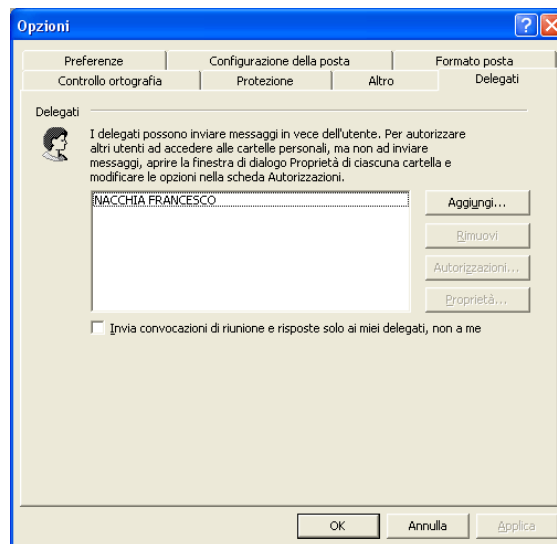 Opzioni
Preferenze
Configurazione della posta
Formato posta
Controllo ortografia
Protezione
Altro
Delegati
Delegati
I delegati possono inviare messaggi in vece dell'utente. Per autorizzare
altri utenti ad accedere alle cartelle personali, ma non ad inviare
messaggi, aprire la finestra di dialogo Proprietà di ciascuna cartella e
modificare le opzioni nella scheda Autorizzazioni.
NACCHIA FRANCESCO
Aggiungi...
Rimuovi
Autorizzazioni...
Proprietà...
Invia convocazioni di riunione e risposte solo ai miei delegati, non a me
OK
Annulla
Applica